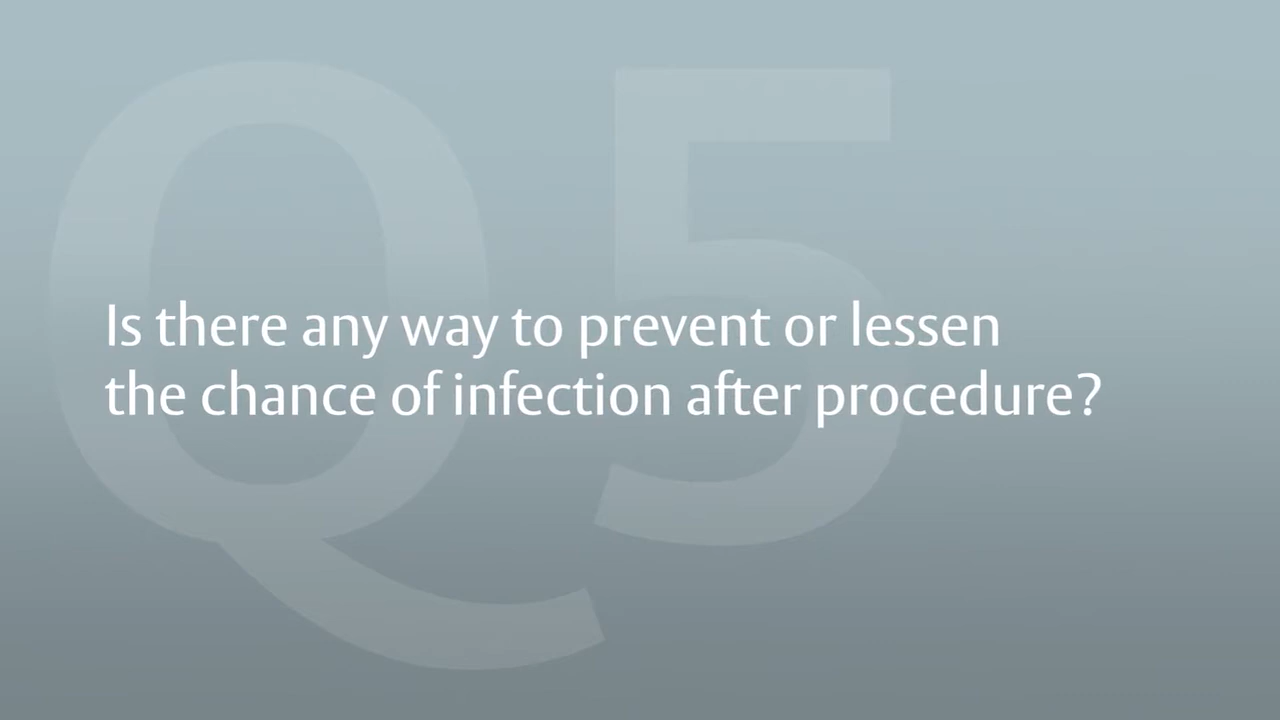 Q5
Is there any way to prevent or lessen
the chance of infection after procedure?